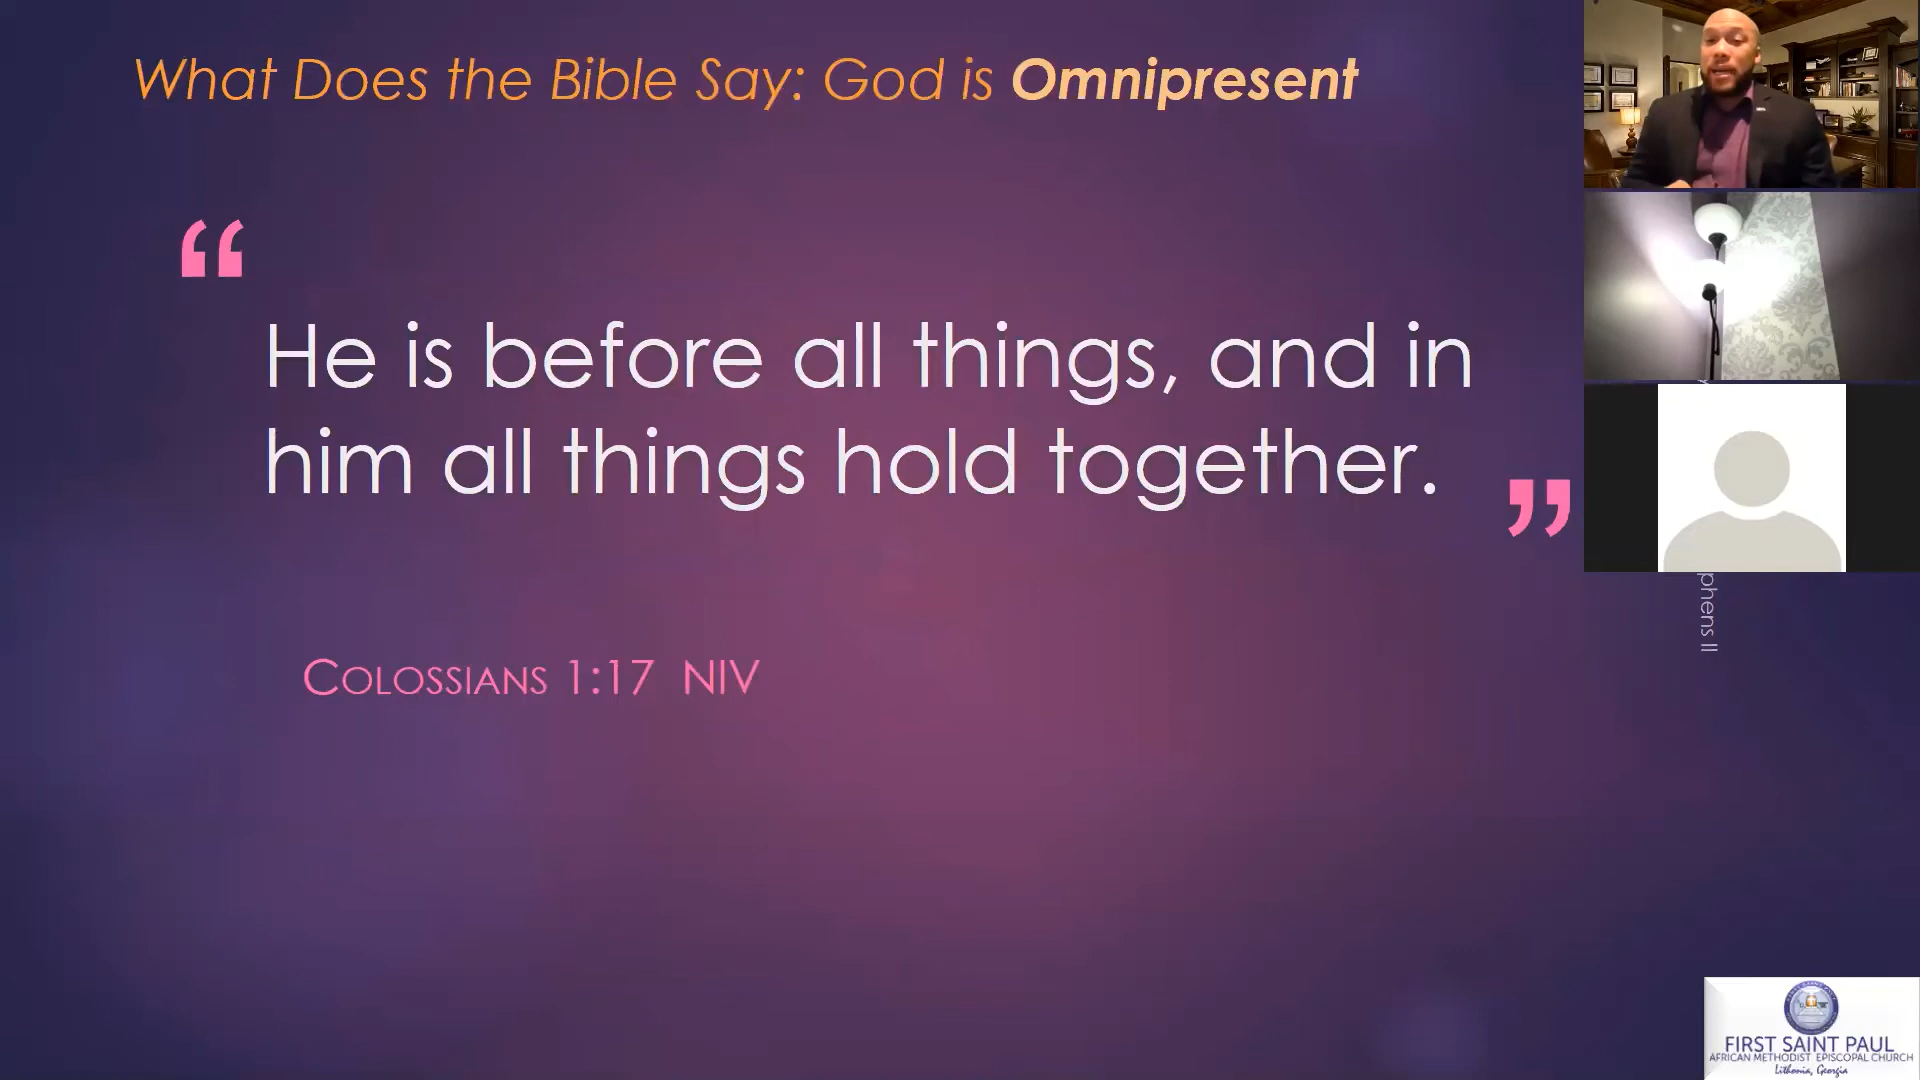 What Does the Bible Say: God is Omnipresent
“
He is before all things, and in
him all things hold together.
”
Colossians 1:17 NIV
phens II
FIRST SAINT PAUL
AFRICAN METHODIST EPISCOPAL CHURCH
Lithonia, Georgia